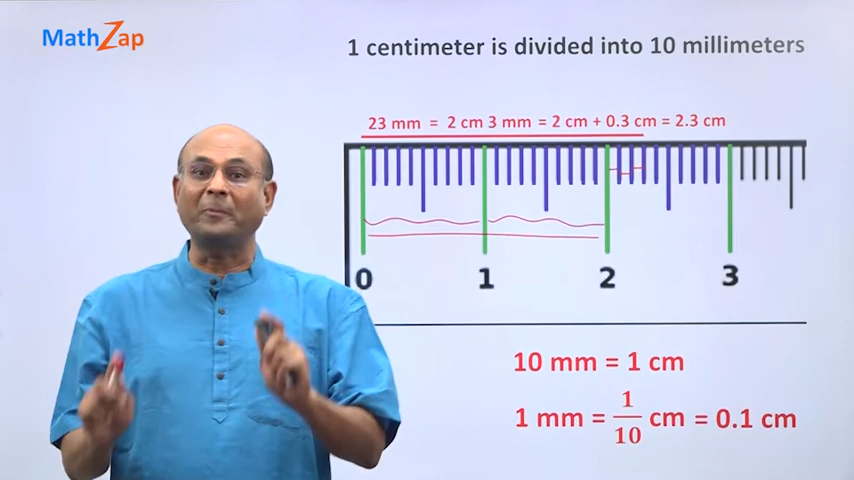 MathZap
1 centimeter is divided into 10 millimeters
23 mm = 2 cm 3 mm = 2 cm + 0.3 cm = 2.3 cm
0 1 2 3
10 mm = 1 cm
1 mm = 1/10 cm = 0.1 cm